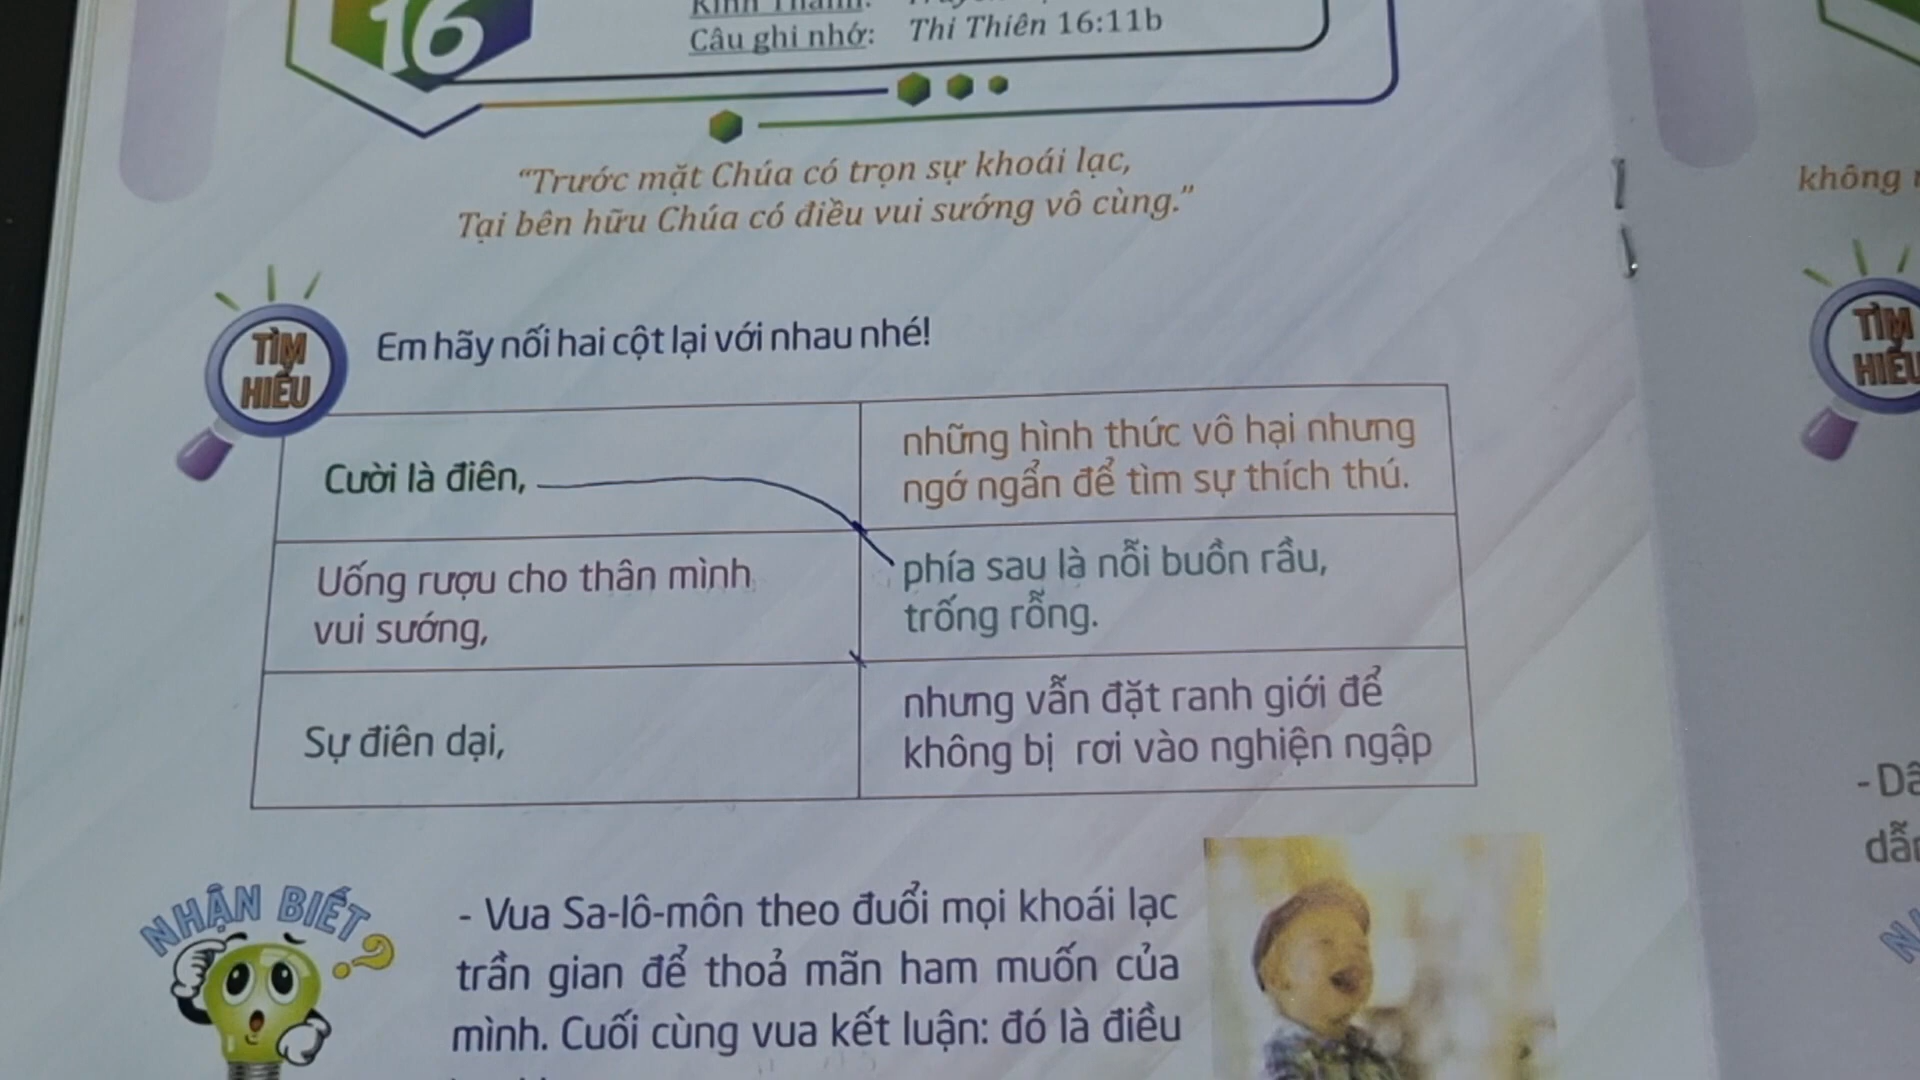 16
Câu ghi nhớ: Thi Thiên 16:11b
“Trước mặt Chúa có trọn sự khoái lạc,
Tại bên hữu Chúa có điều vui sướng vô cùng.”
không
TÌM
HIỂU
Em hãy nối hai cột lại với nhau nhé!
TÌM
HIỂU
Cười là điên,
những hình thức vô hại nhưng
ngớ ngẩn để tìm sự thích thú.
Uống rượu cho thân mình
vui sướng,
phía sau là nỗi buồn rầu,
trống rỗng.
Sự điên dại,
nhưng vẫn đặt ranh giới để
không bị rơi vào nghiện ngập
NHẬN BIẾT?
- Vua Sa-lô-môn theo đuổi mọi khoái lạc
trần gian để thoả mãn ham muốn của
mình. Cuối cùng vua kết luận: đó là điều